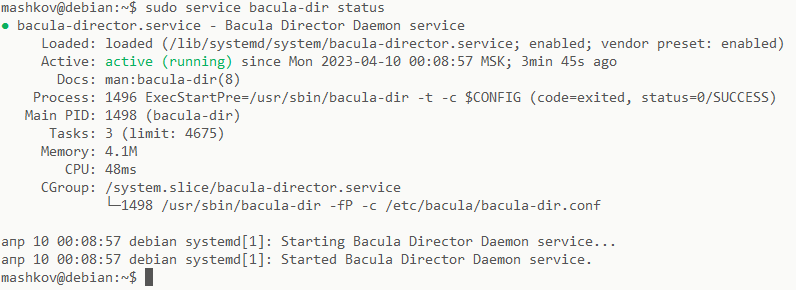 mashkov@debian:~$ sudo service bacula-dir status
● bacula-director.service - Bacula Director Daemon service
Loaded: loaded (/lib/systemd/system/bacula-director.service; enabled; vendor preset: enabled)
Active: active (running) since Mon 2023-04-10 00:08:57 MSK; 3min 45s ago
Docs: man:bacula-dir(8)
Process: 1496 ExecStartPre=/usr/sbin/bacula-dir -t -c $CONFIG (code=exited, status=0/SUCCESS)
Main PID: 1498 (bacula-dir)
Tasks: 3 (limit: 4675)
Memory: 4.1M
CPU: 48ms
CGroup: /system.slice/bacula-director.service
└─1498 /usr/sbin/bacula-dir -fP -c /etc/bacula/bacula-dir.conf
апр 10 00:08:57 debian systemd[1]: Starting Bacula Director Daemon service...
апр 10 00:08:57 debian systemd[1]: Started Bacula Director Daemon service.
mashkov@debian:~$